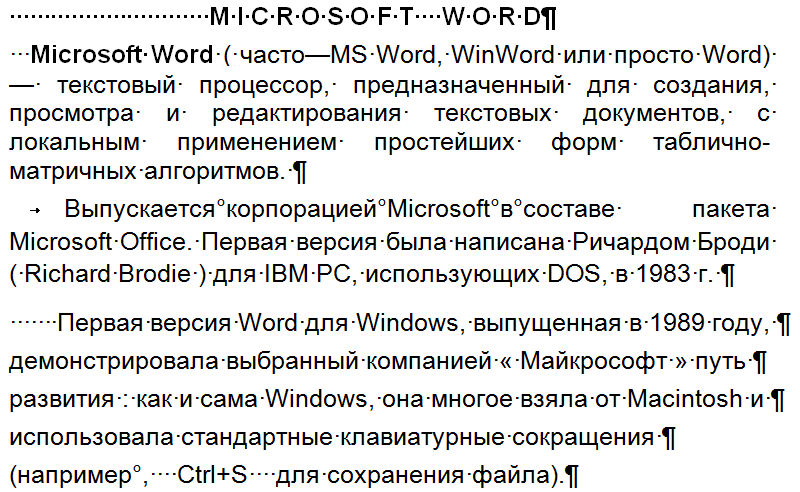 ····························M·I·C·R·O·S·O·F·T····W·O·R·D¶
···Microsoft·Word·(·часто—MS·Word,·WinWord·или·просто·Word)·
—·текстовый·процессор,·предназначенный·для·создания,·
просмотра·и·редактирования·текстовых·документов,·с·
локальным·применением·простейших·форм·таблично-
матричных·алгоритмов.·¶
→Выпускается°корпорацией°Microsoft°в°составе·пакета·
Microsoft·Office.·Первая·версия·была·написана·Ричардом·Броди·
(·Richard·Brodie·)·для·IBM·PC,·использующих·DOS,·в·1983·г.·¶
·······Первая·версия·Word·для·Windows,·выпущенная·в·1989·году,·¶
демонстрировала·выбранный·компанией·«·Майкрософт·»·путь·¶
развития·:·как·и·сама·Windows,·она·многое·взяла·от·Macintosh·и·¶
использовала·стандартные·клавиатурные·сокращения·¶
(например°,····Ctrl+S····для·сохранения·файла).¶